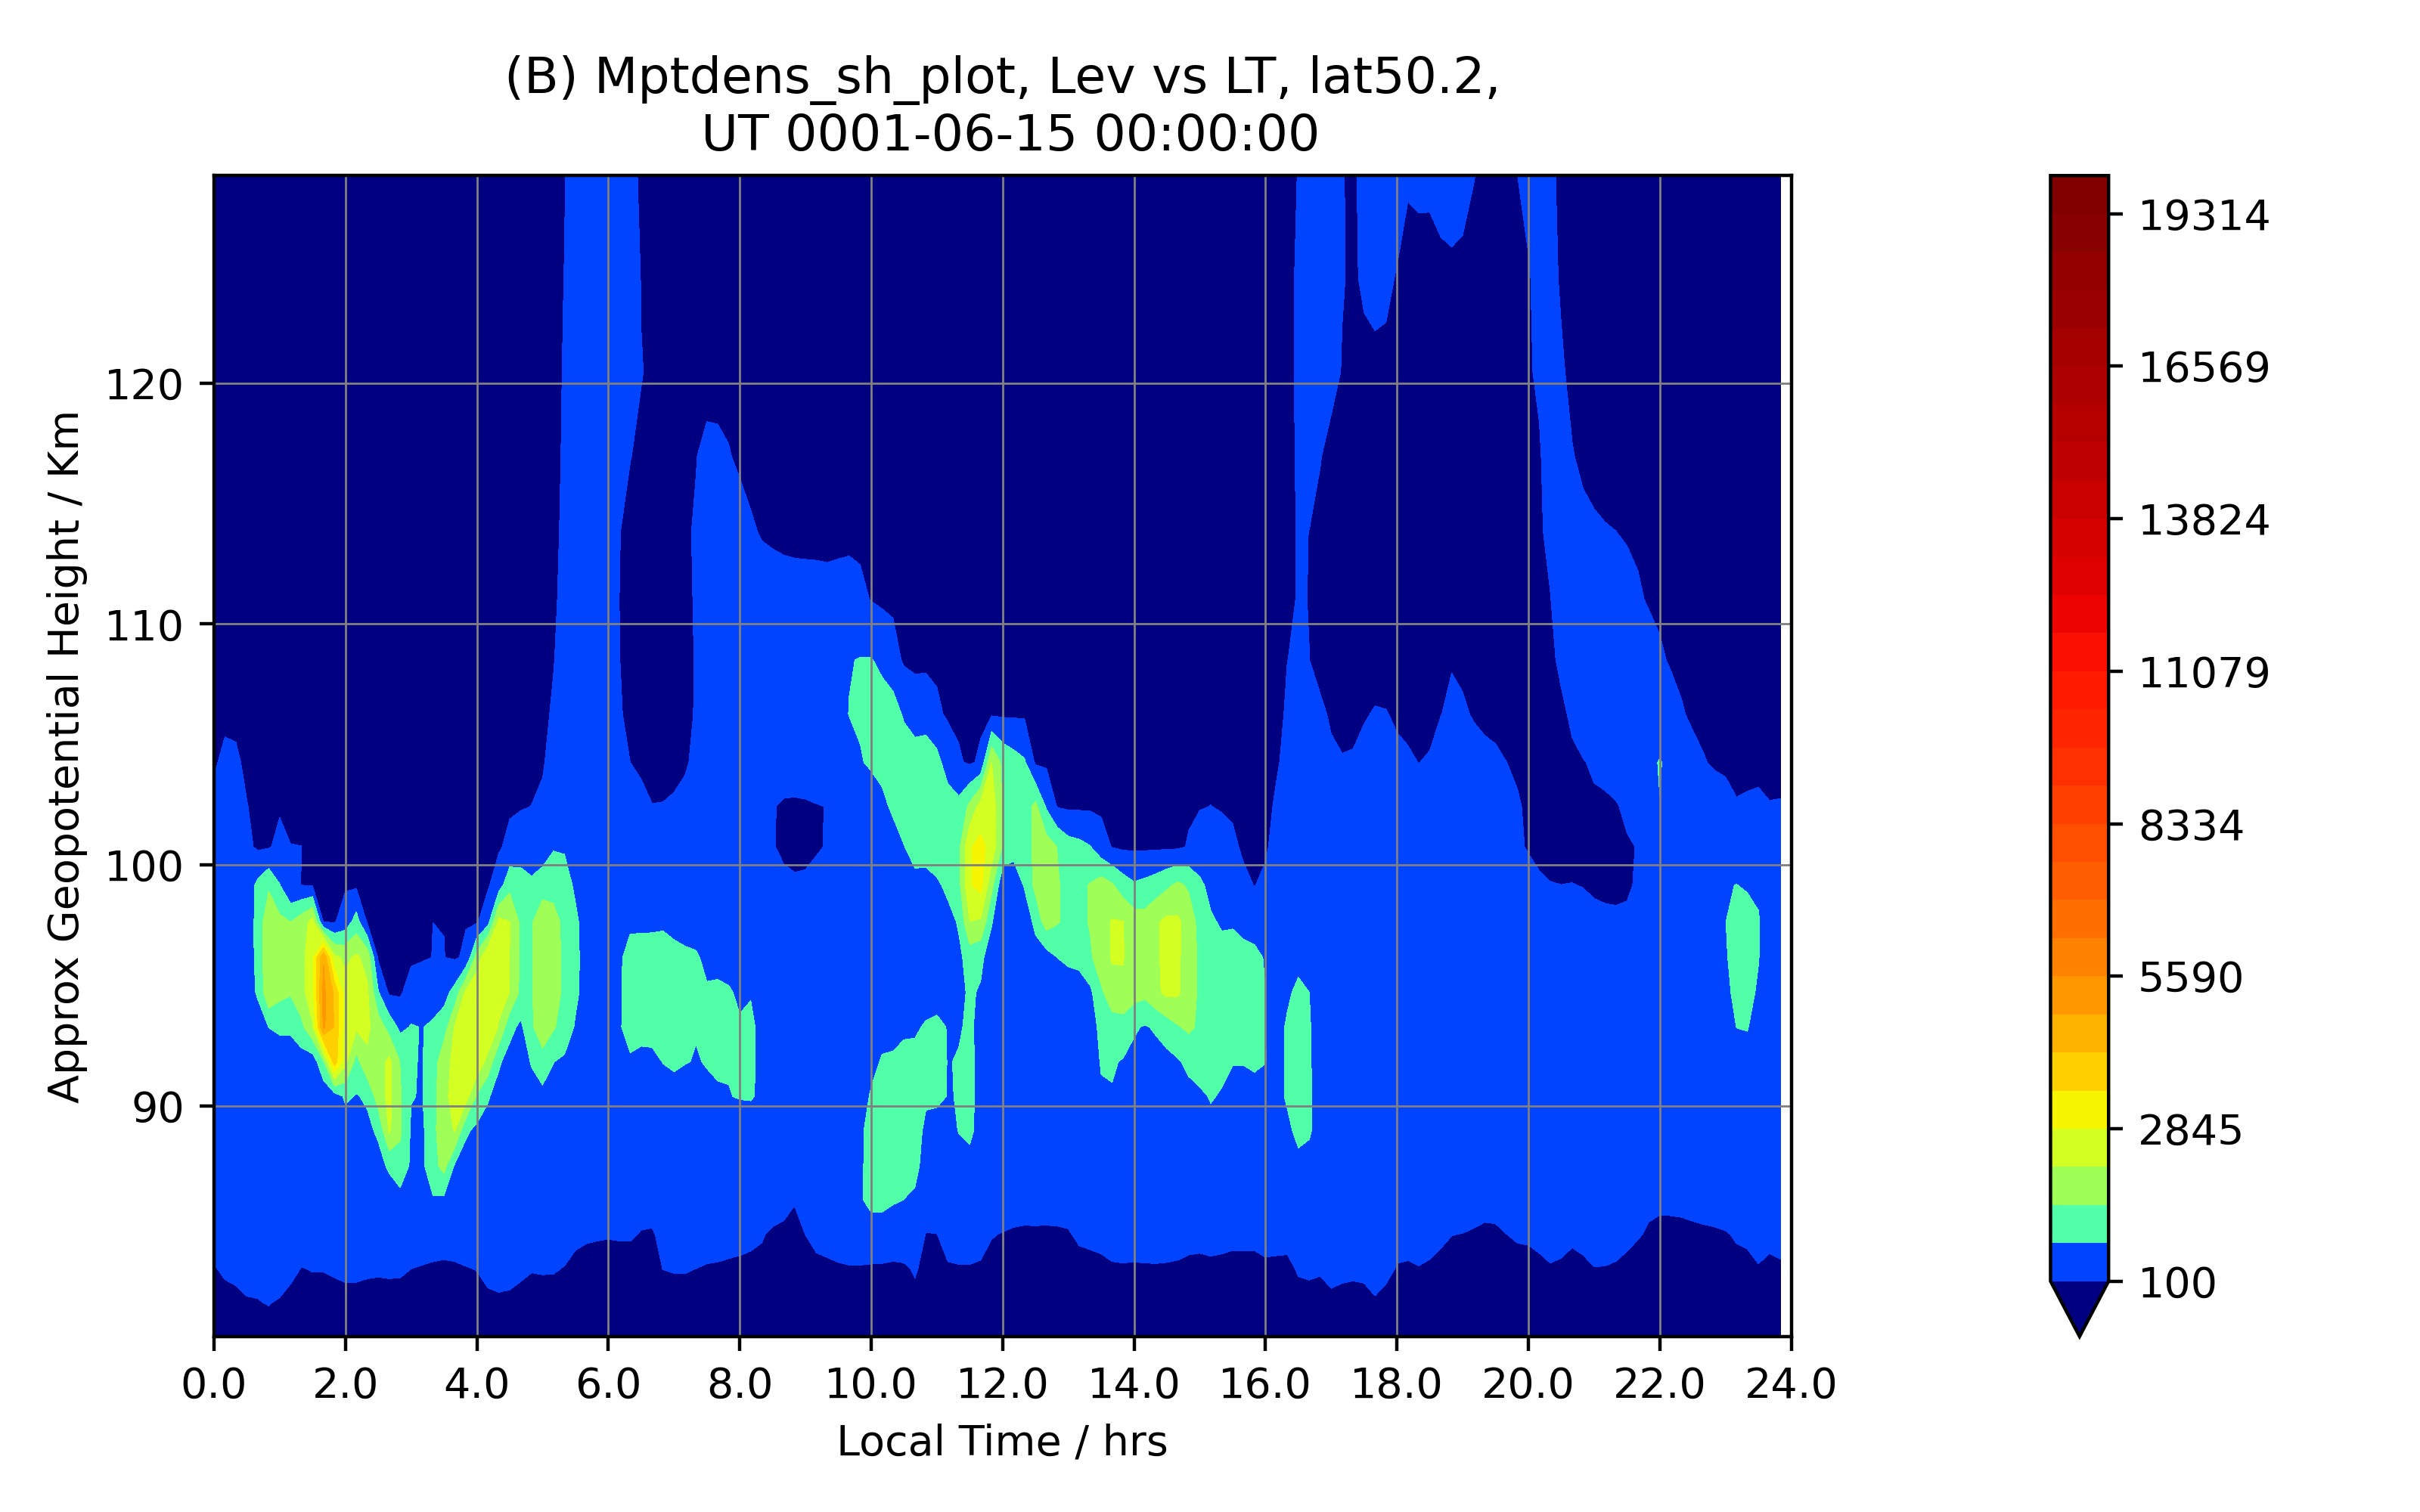 (B) Mptdens_sh_plot, Lev vs LT, lat50.2,
UT 0001-06-15 00:00:00
Approx Geopotential Height / Km
120
110
100
90
0.0 2.0 4.0 6.0 8.0 10.0 12.0 14.0 16.0 18.0 20.0 22.0 24.0
Local Time / hrs
19314
16569
13824
11079
8334
5590
2845
100